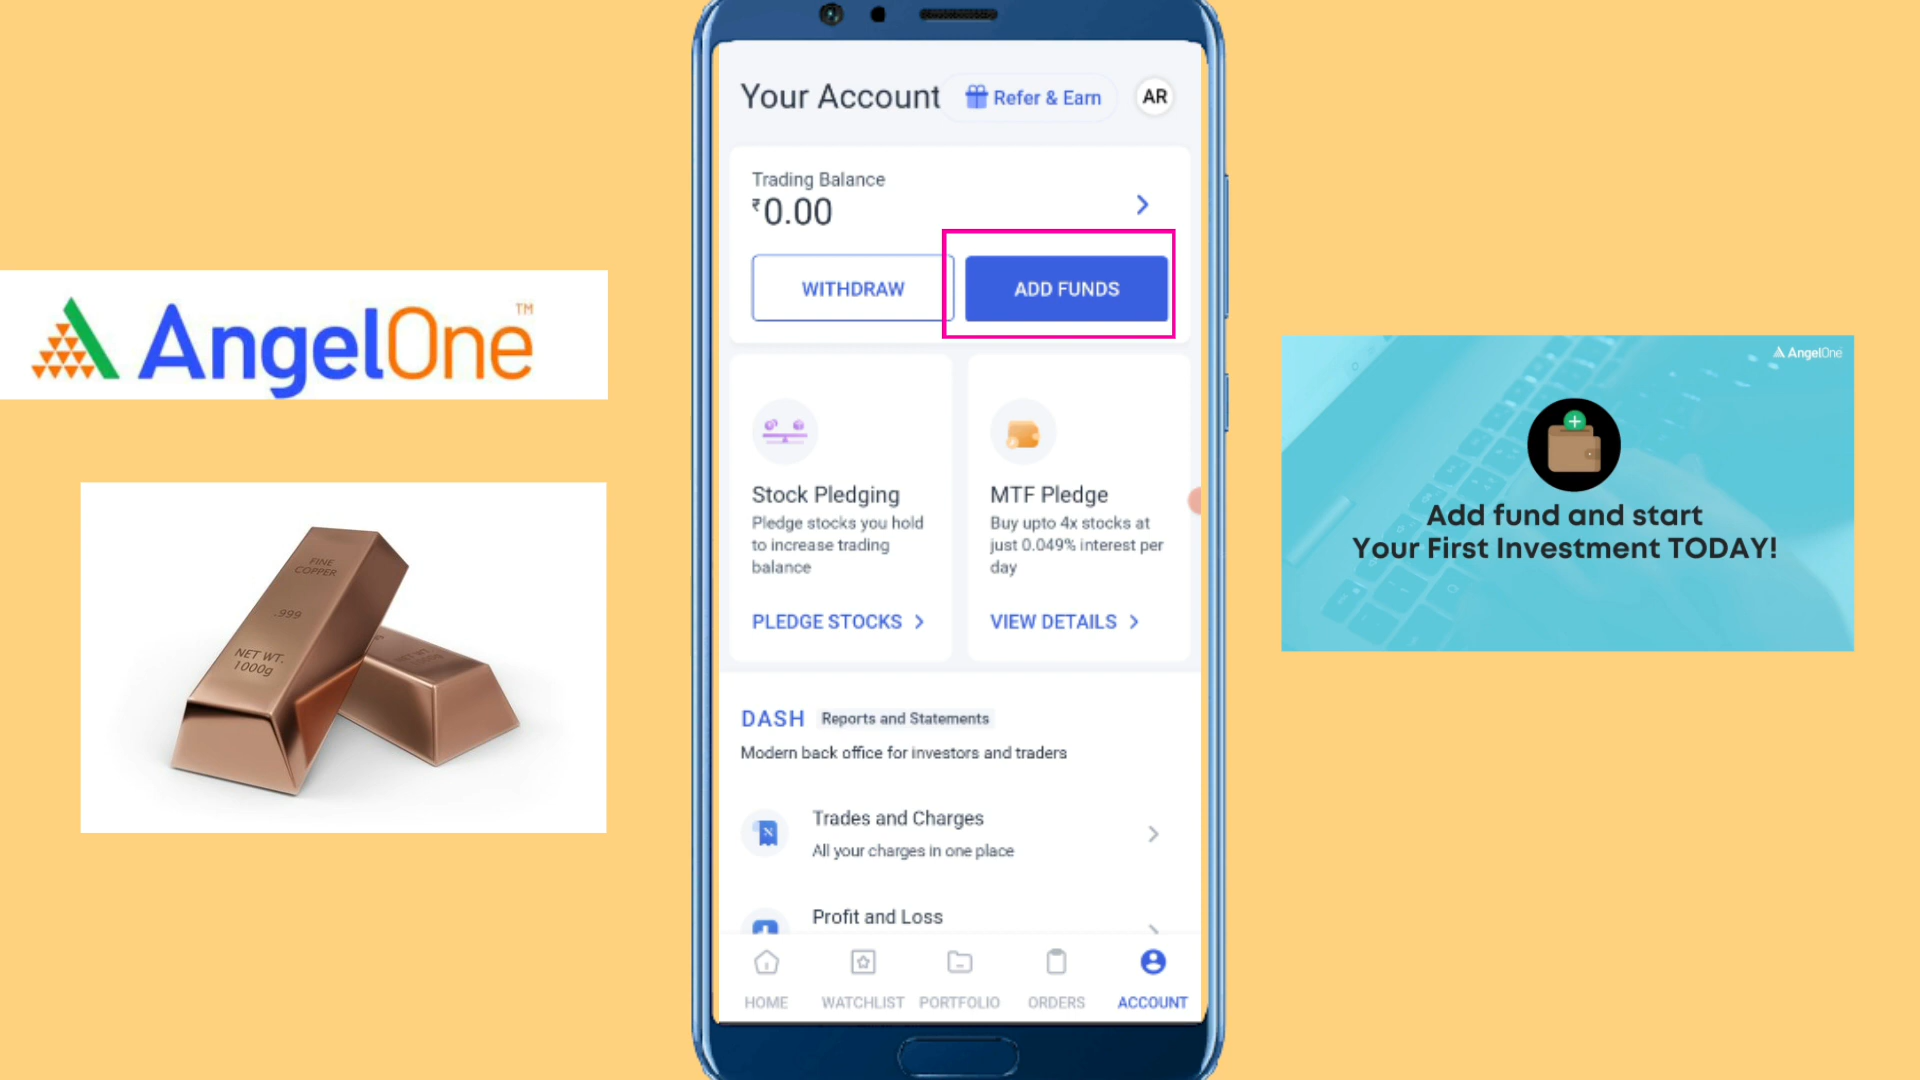 AngelOne™
FINE
COPPER
.999
NET WT.
1000g
Your Account
Refer & Earn
AR
Trading Balance
₹0.00
WITHDRAW
ADD FUNDS
Stock Pledging
Pledge stocks you hold
to increase trading
balance
PLEDGE STOCKS
MTF Pledge
Buy upto 4x stocks at
just 0.049% interest per
day
VIEW DETAILS
DASH Reports and Statements
Modern back office for investors and traders
Trades and Charges
All your charges in one place
Profit and Loss
HOME
WATCHLIST
PORTFOLIO
ORDERS
ACCOUNT
AngelOne
Add fund and start
Your First Investment TODAY!